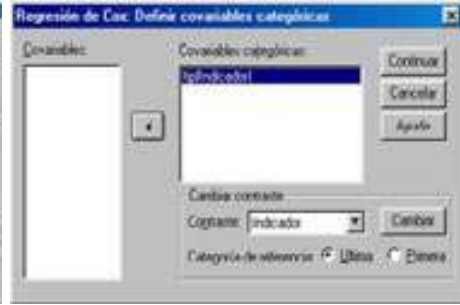 Regresión de Cox: Definir covariables categóricas
Covariables:
Covariables categóricas:
Continuar
Cancelar
Ayuda
Cambiar contraste
Contraste: Indicador
Cambiar
Categoría de referencia: Última Primera